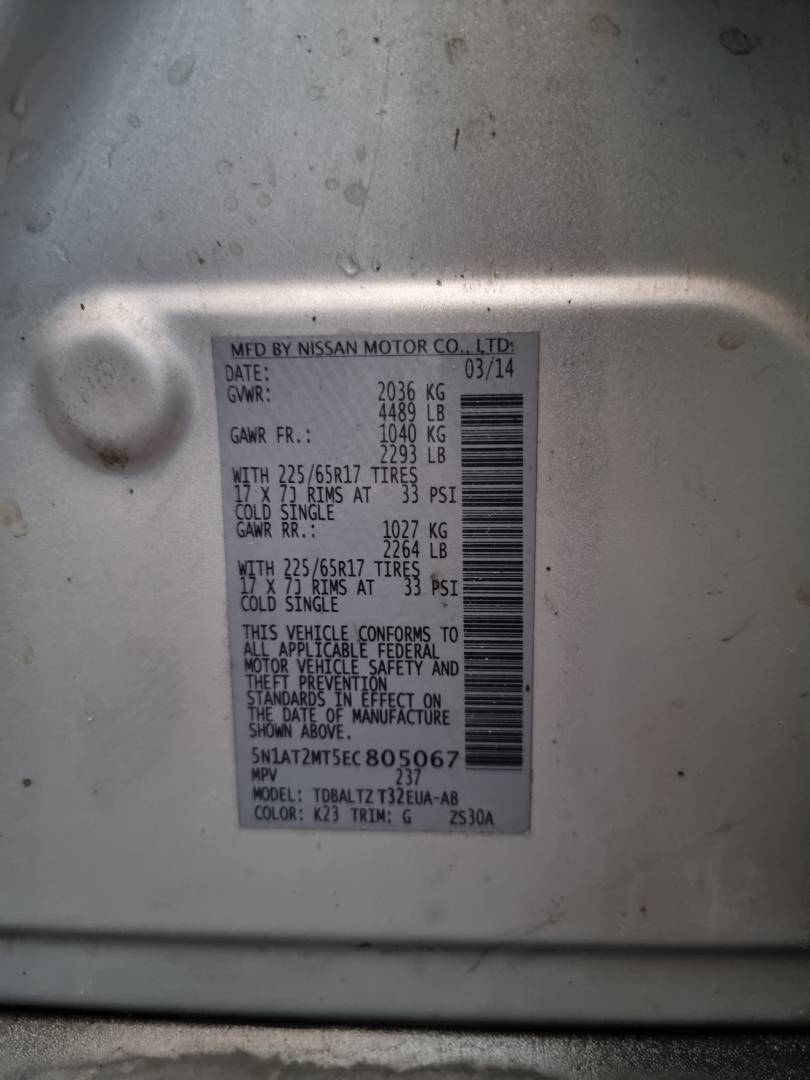 MFD BY NISSAN MOTOR CO., LTD:
DATE: 03/14
GVWR: 2036 KG
4489 LB
GAWR FR.: 1040 KG
2293 LB
WITH 225/65R17 TIRES
17 X 7J RIMS AT 33 PSI
COLD SINGLE
GAWR RR.: 1027 KG
2264 LB
WITH 225/65R17 TIRES
17 X 7J RIMS AT 33 PSI
COLD SINGLE
THIS VEHICLE CONFORMS TO
ALL APPLICABLE FEDERAL
MOTOR VEHICLE SAFETY AND
THEFT PREVENTION
STANDARDS IN EFFECT ON
THE DATE OF MANUFACTURE
SHOWN ABOVE.
5N1AT2MT5EC805067
MPV 237
MODEL: TDBALTZ T32EUA-AB
COLOR: K23 TRIM: G ZS30A